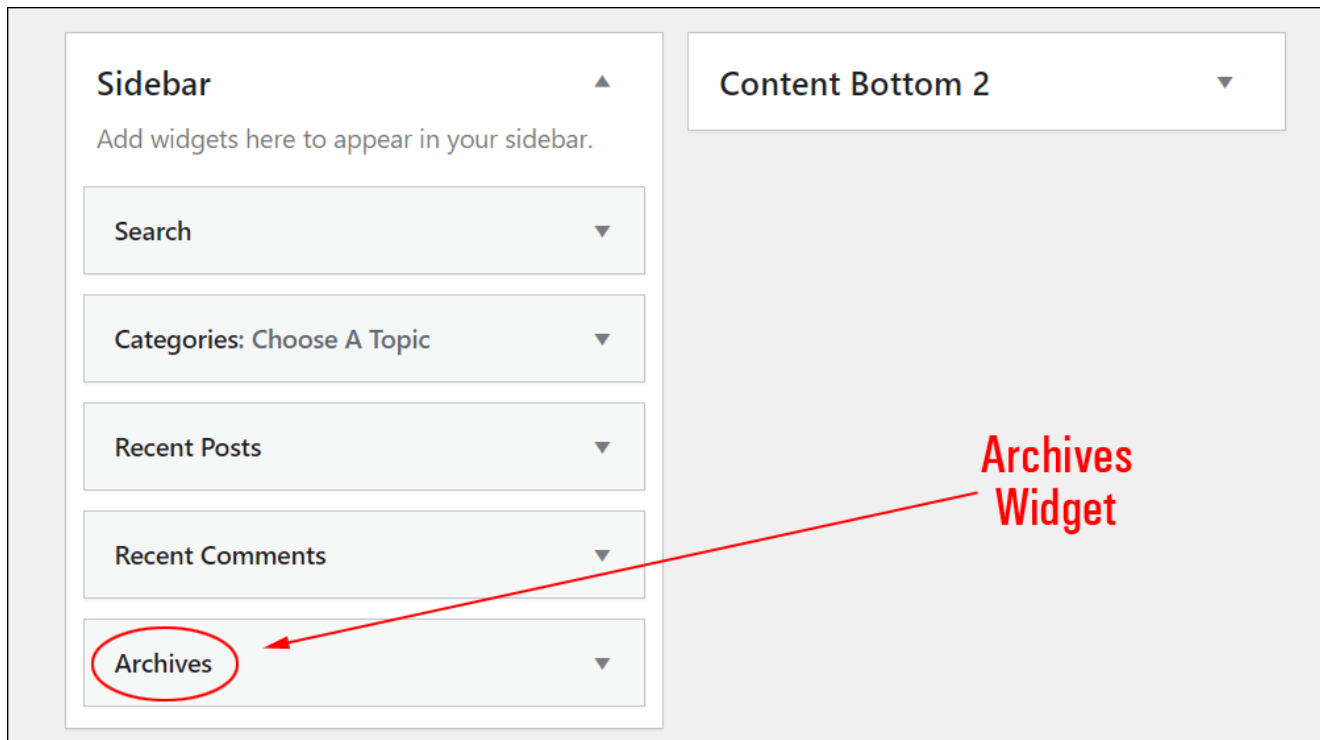 Sidebar
Add widgets here to appear in your sidebar.
Search
Categories: Choose A Topic
Recent Posts
Recent Comments
Archives
Content Bottom 2
Archives
Widget